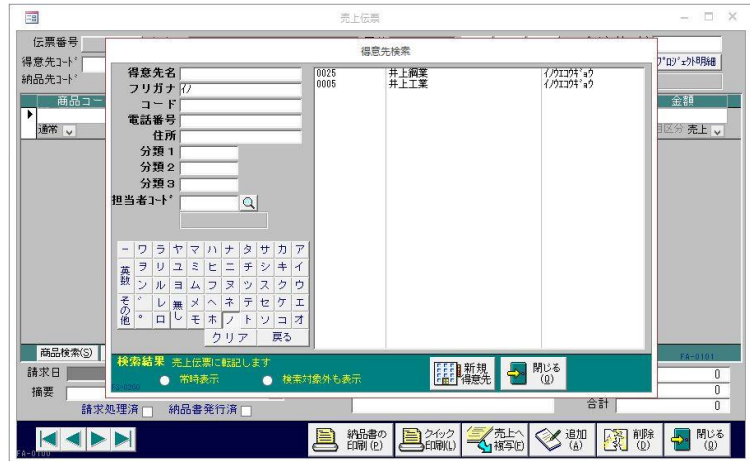 売上伝票
伝票番号
得意先コード
納品先コード
プロジェクト明細
商品コー
金額
通常
売上
得意先検索
得意先名
フリガナ イノ
コード
電話番号
住所
分類1
分類2
分類3
担当者コード
0025 井上鋼業 イノウエコウギョウ
0005 井上工業 イノウエコウギョウ
ー ワ ラ ヤ マ ハ ナ タ サ カ ア
英数 ヲ リ ユ ミ ヒ ニ チ シ キ イ
ン ル ヨ ム フ ヌ ツ ス ク ウ
その他 ゛ レ 無し メ ヘ ネ テ セ ケ エ
゜ ロ モ ホ ノ ト ソ コ オ
クリア 戻る
検索結果 売上伝票に転記します
常時表示 検索対象外も表示
FA-0200
新規得意先
閉じる(Q)
商品検索(S)
FA-0101
請求日
0
摘要
0
請求処理済 納品書発行済
合計 0
納品書の印刷(P)
クイック印刷(L)
売上へ複写(E)
追加(A)
削除(D)
閉じる(Q)
FA-0100